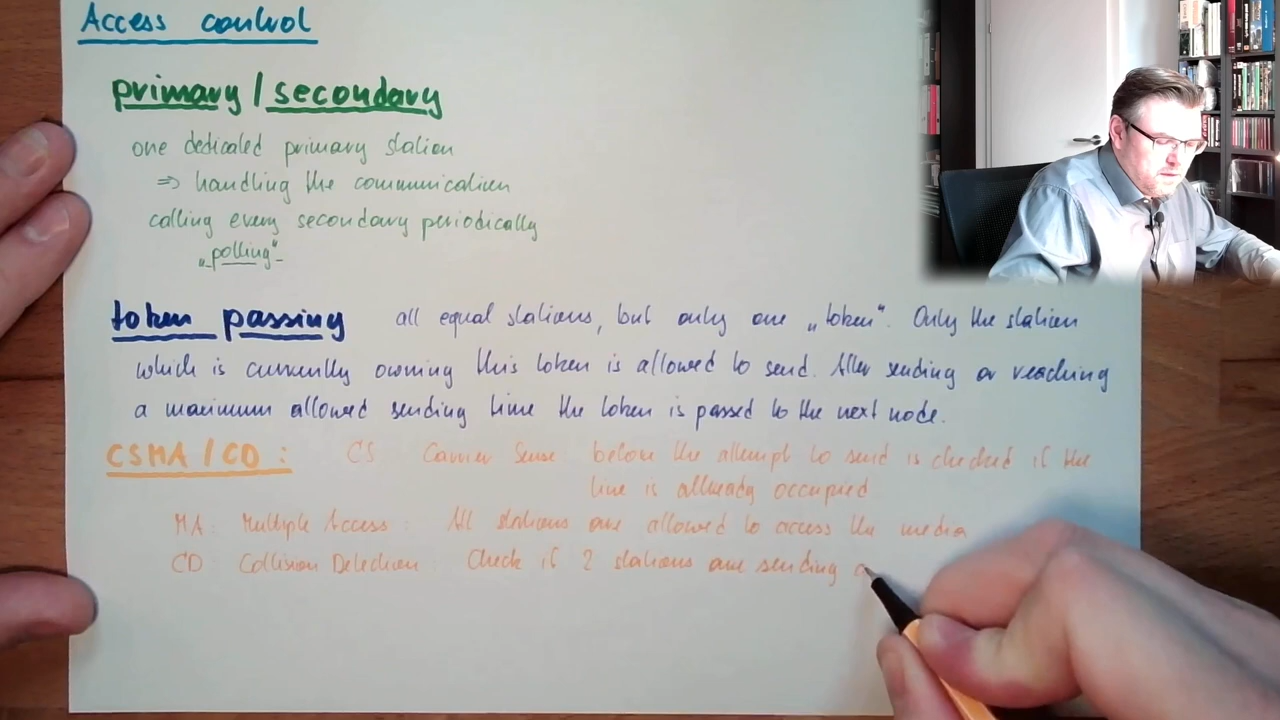 Access control
primary / secondary
one dedicated primary station
⇒ handling the communication
calling every secondary periodically
„polling"
token passing all equal stations, but only one „token". Only the station
which is currently owning this token is allowed to send. After sending or reaching
a maximum allowed sending time the token is passed to the next node.
CSMA / CD : CS Carrier Sense before the attempt to send is checked if the
line is allready occupied
MA : Multiple Access : All stations are allowed to access the media
CD Collision Detection : Check if 2 stations are sending a